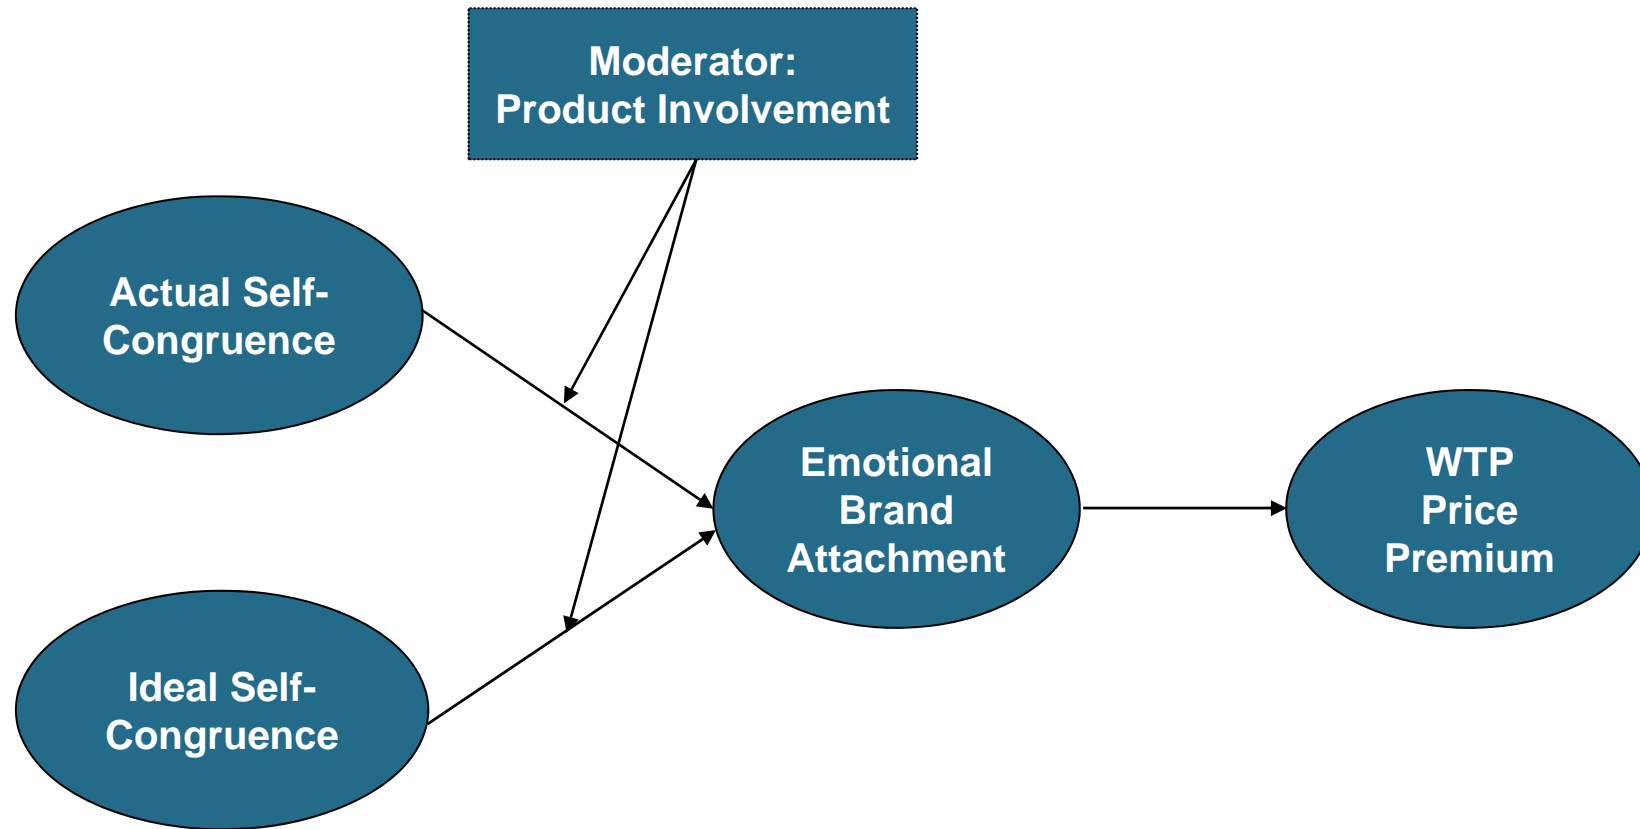 Moderator:
Product Involvement
Actual Self-
Congruence
Emotional
Brand
Attachment
WTP
Price
Premium
Ideal Self-
Congruence